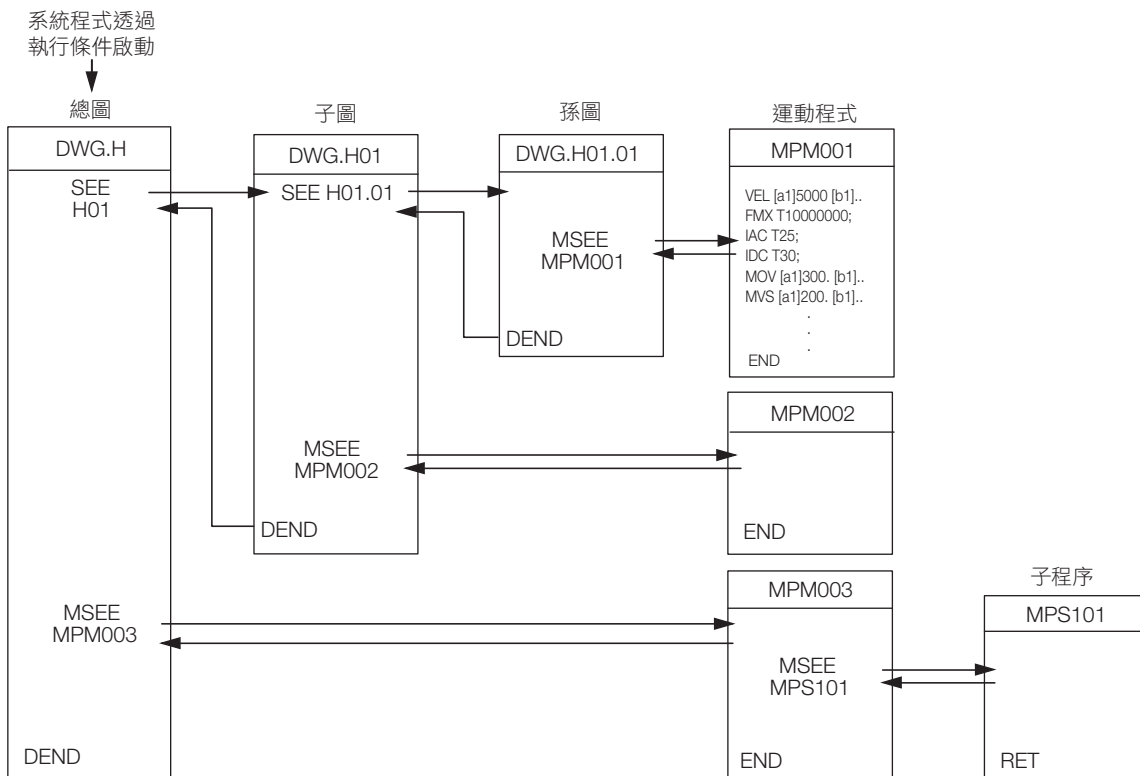 系統程式透過
執行條件啟動
總圖
DWG.H
SEE
H01
MSEE
MPM003
DEND
子圖
DWG.H01
SEE H01.01
MSEE
MPM002
DEND
孫圖
DWG.H01.01
MSEE
MPM001
DEND
運動程式
MPM001
VEL [a1]5000 [b1]..
FMX T10000000;
IAC T25;
IDC T30;
MOV [a1]300. [b1]..
MVS [a1]200. [b1]..
.
.
.
END
MPM002
END
MPM003
MSEE
MPS101
END
子程序
MPS101
RET